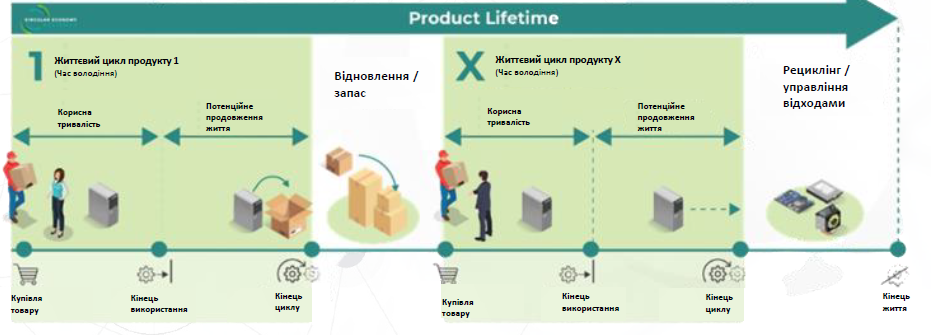 CIRCULAR ECONOMY
Product Lifetime
1
Життєвий цикл продукту 1
(Час володіння)
Корисна
тривалість
Потенційне
продовження
життя
Відновлення /
запас
X
Життєвий цикл продукту X
(Час володіння)
Корисна
тривалість
Потенційне
продовження
життя
Рециклінг /
управління
відходами
Купівля
товару
Кінець
використання
Кінець
циклу
Купівля
товару
Кінець
використання
Кінець
циклу
Кінець
життя